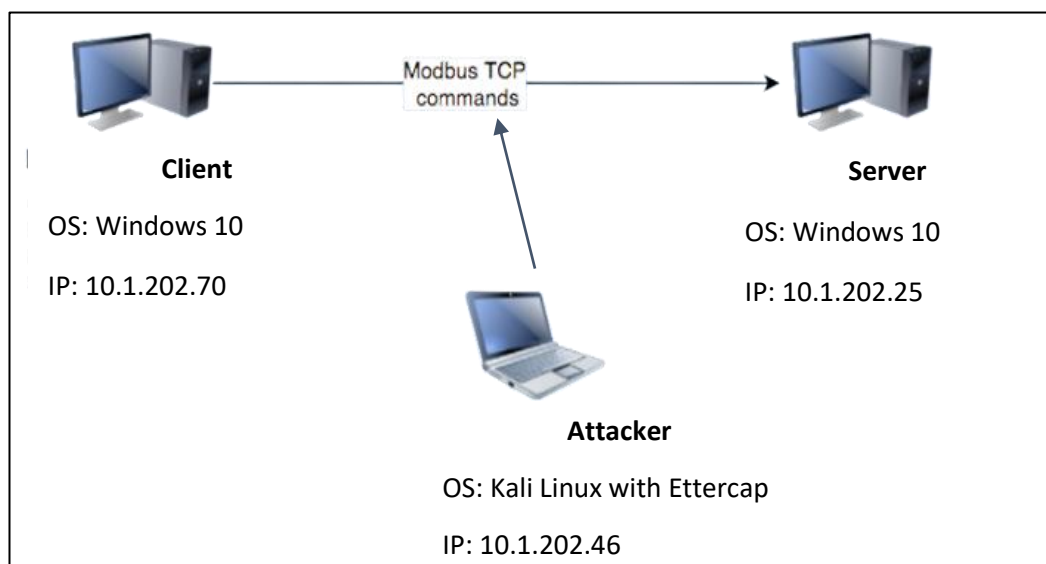 Modbus TCP
commands
Client
OS: Windows 10
IP: 10.1.202.70
Server
OS: Windows 10
IP: 10.1.202.25
Attacker
OS: Kali Linux with Ettercap
IP: 10.1.202.46